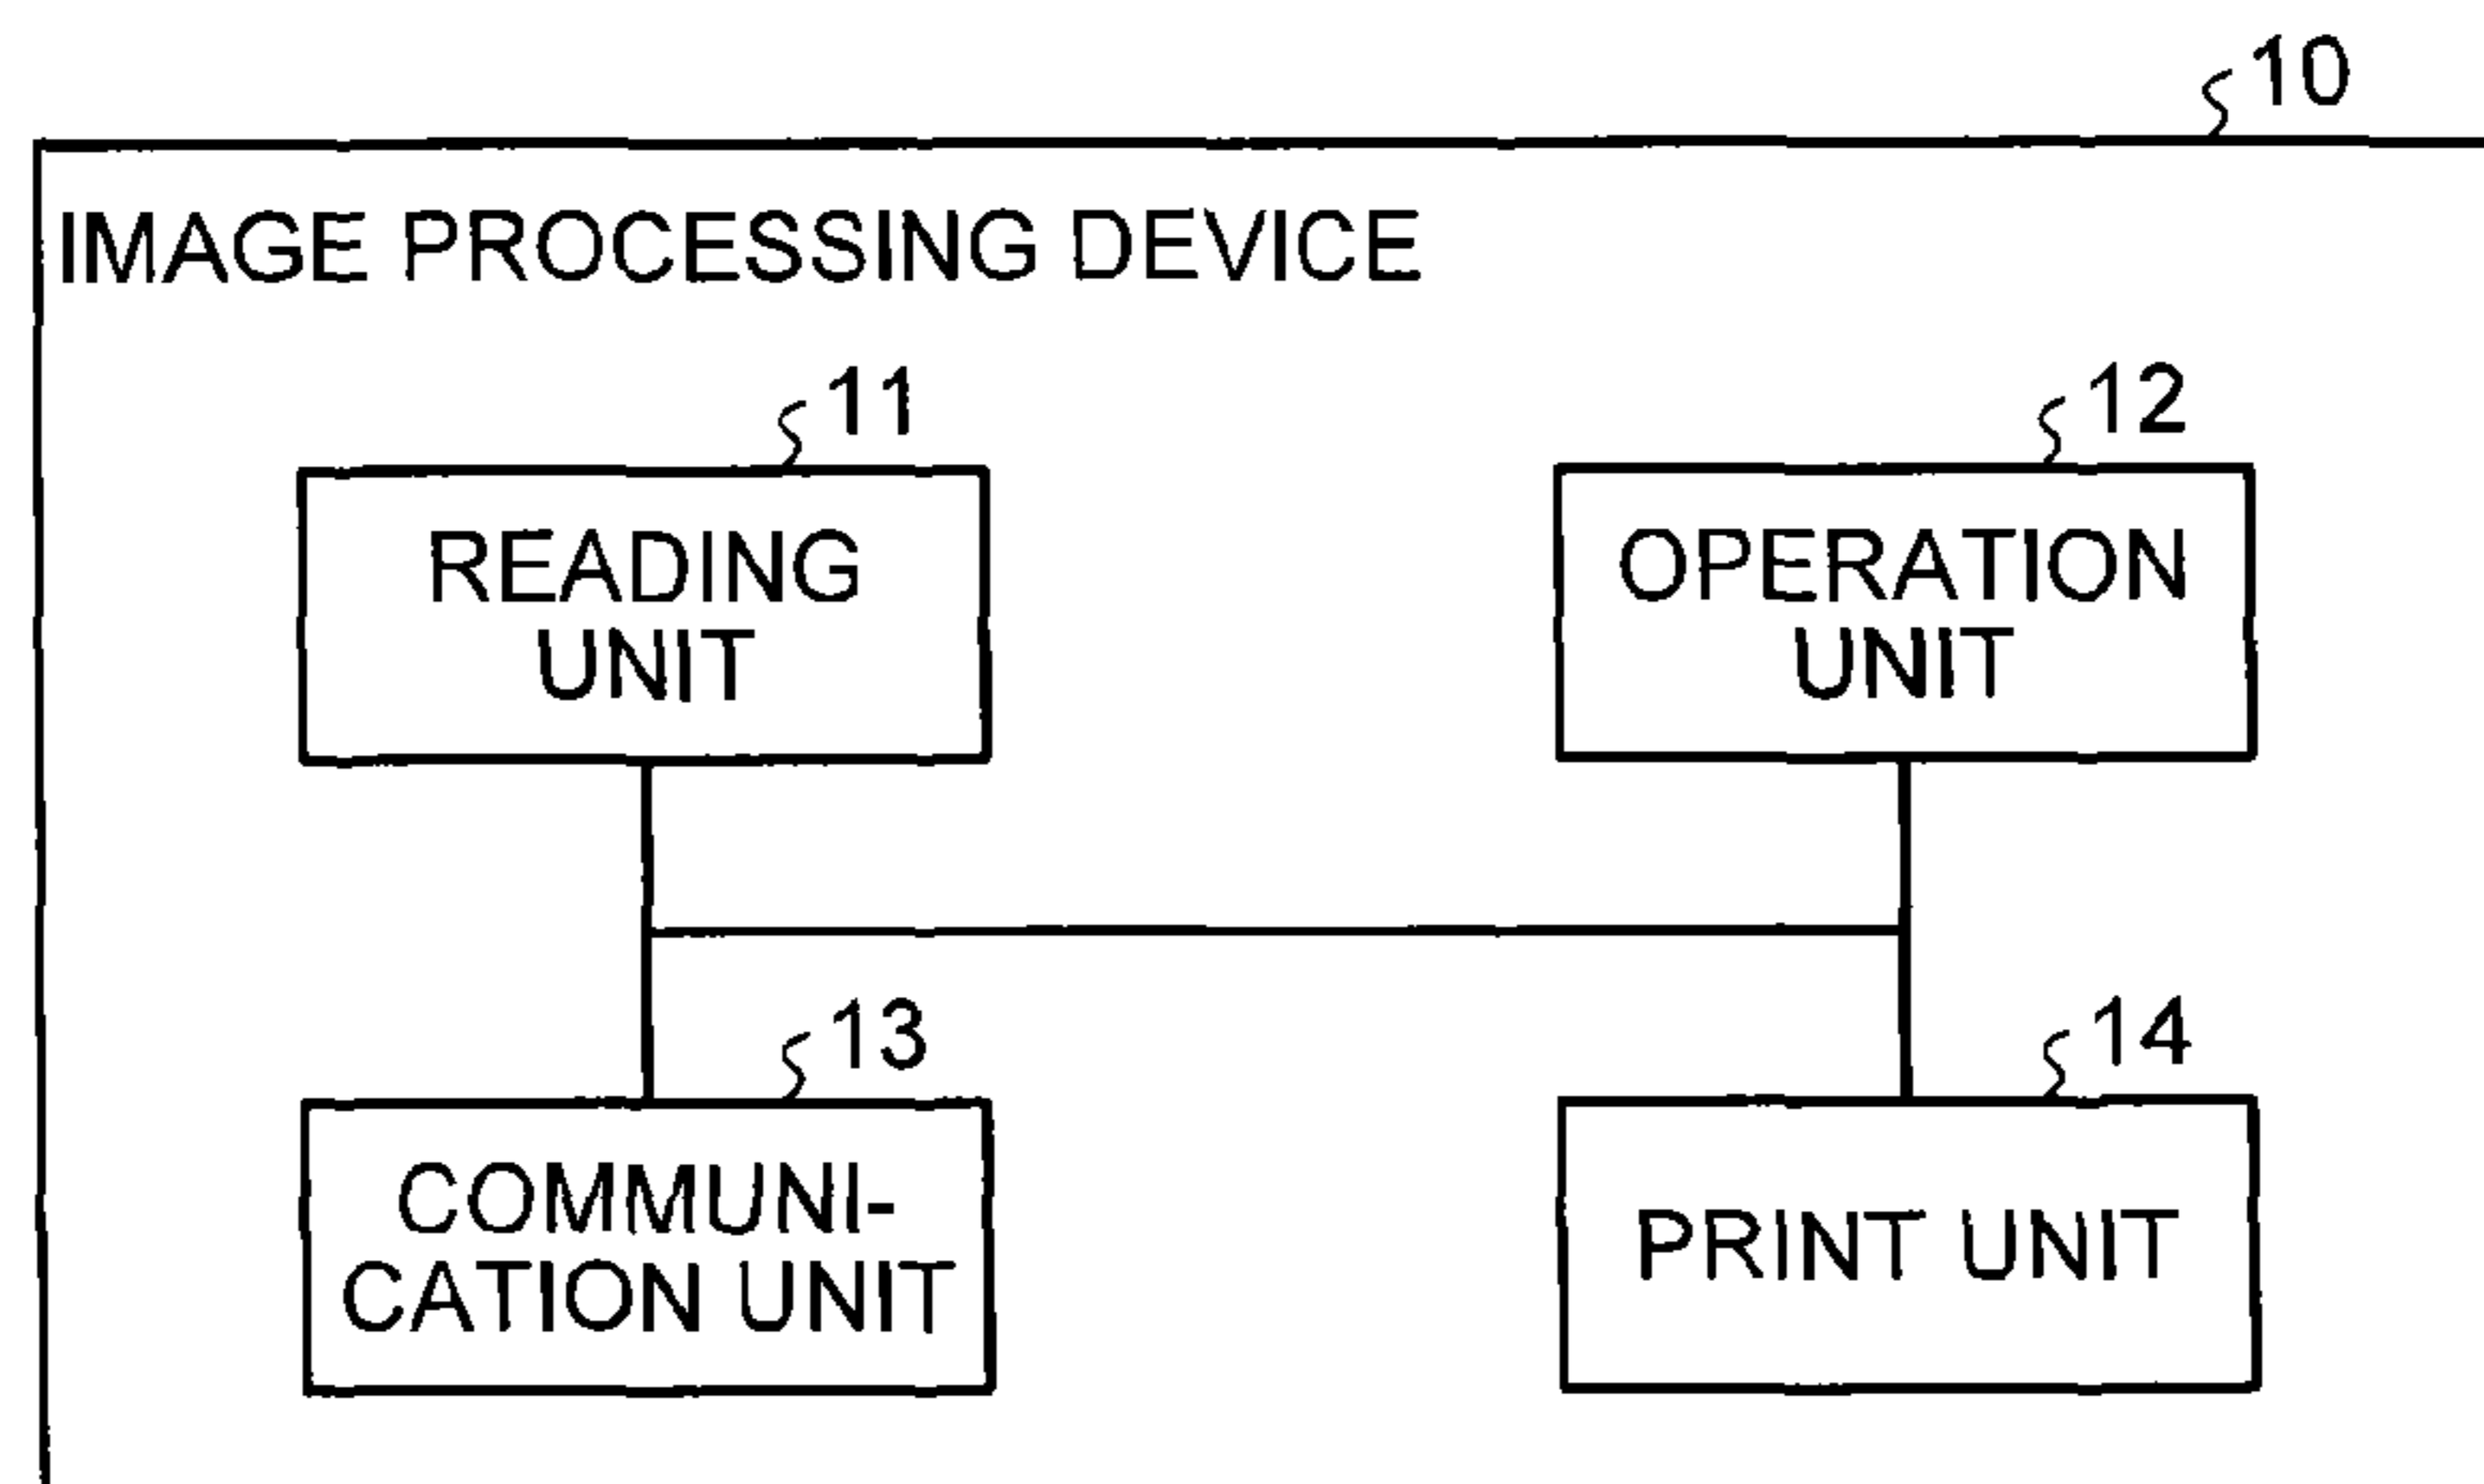 10
IMAGE PROCESSING DEVICE
11
12
READING
UNIT
OPERATION
UNIT
13
14
COMMUNI-
CATION UNIT
PRINT UNIT